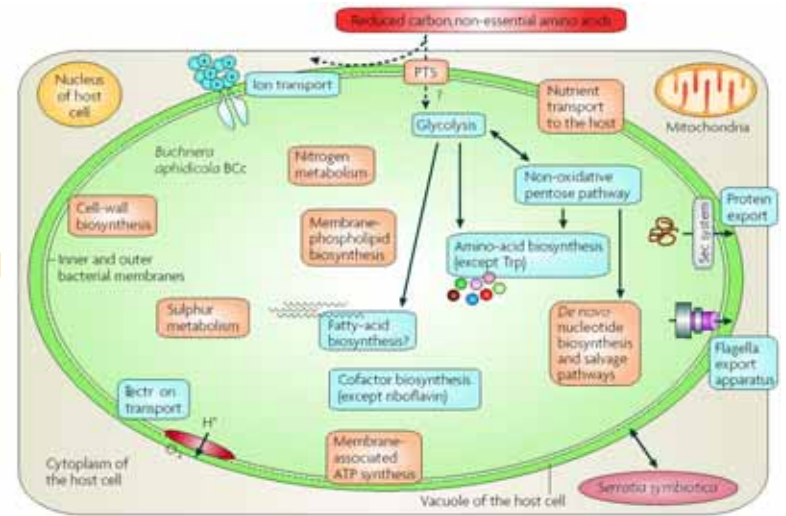 Reduced carbon, non-essential amino acids
Nucleus
of host
cell
Ion transport
PTS
?
Nutrient
transport
to the host
Mitochondria
Glycolysis
Buchnera
aphidicola BCc
Nitrogen
metabolism
Non-oxidative
pentose pathway
Cell-wall
biosynthesis
Membrane-
phospholipid
biosynthesis
Sec system
Protein
export
Amino-acid biosynthesis
(except Trp)
Inner and outer
bacterial membranes
Sulphur
metabolism
Fatty-acid
biosynthesis?
De novo
nucleotide
biosynthesis
and salvage
pathways
Flagella
export
apparatus
Cofactor biosynthesis
(except riboflavin)
Electr on
transport
H⁺
O₂
Membrane-
associated
ATP synthesis
Cytoplasm of
the host cell
Vacuole of the host cell
Serratia symbiotica